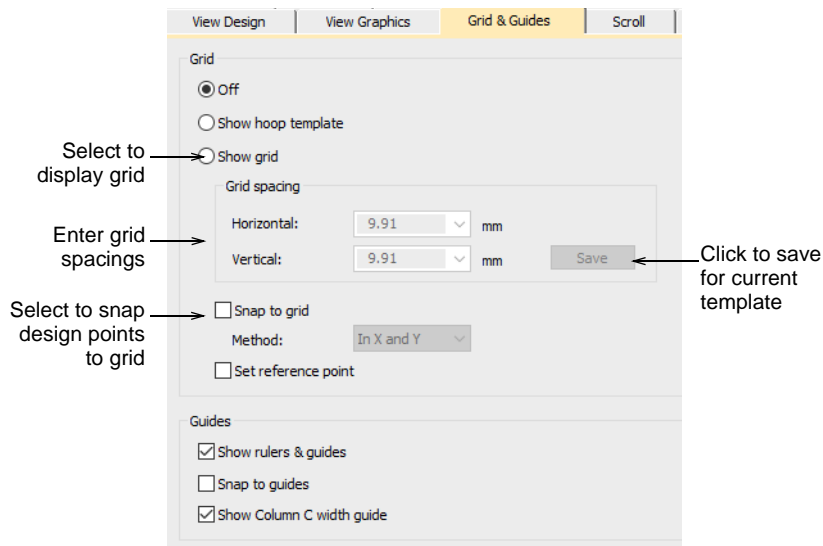 View Design View Graphics Grid & Guides Scroll
Grid
Off
Show hoop template
Select to
display grid
Show grid
Grid spacing
Enter grid
spacings
Horizontal: 9.91 mm
Vertical: 9.91 mm Save
Click to save
for current
template
Select to snap
design points
to grid
Snap to grid
Method: In X and Y
Set reference point
Guides
Show rulers & guides
Snap to guides
Show Column C width guide